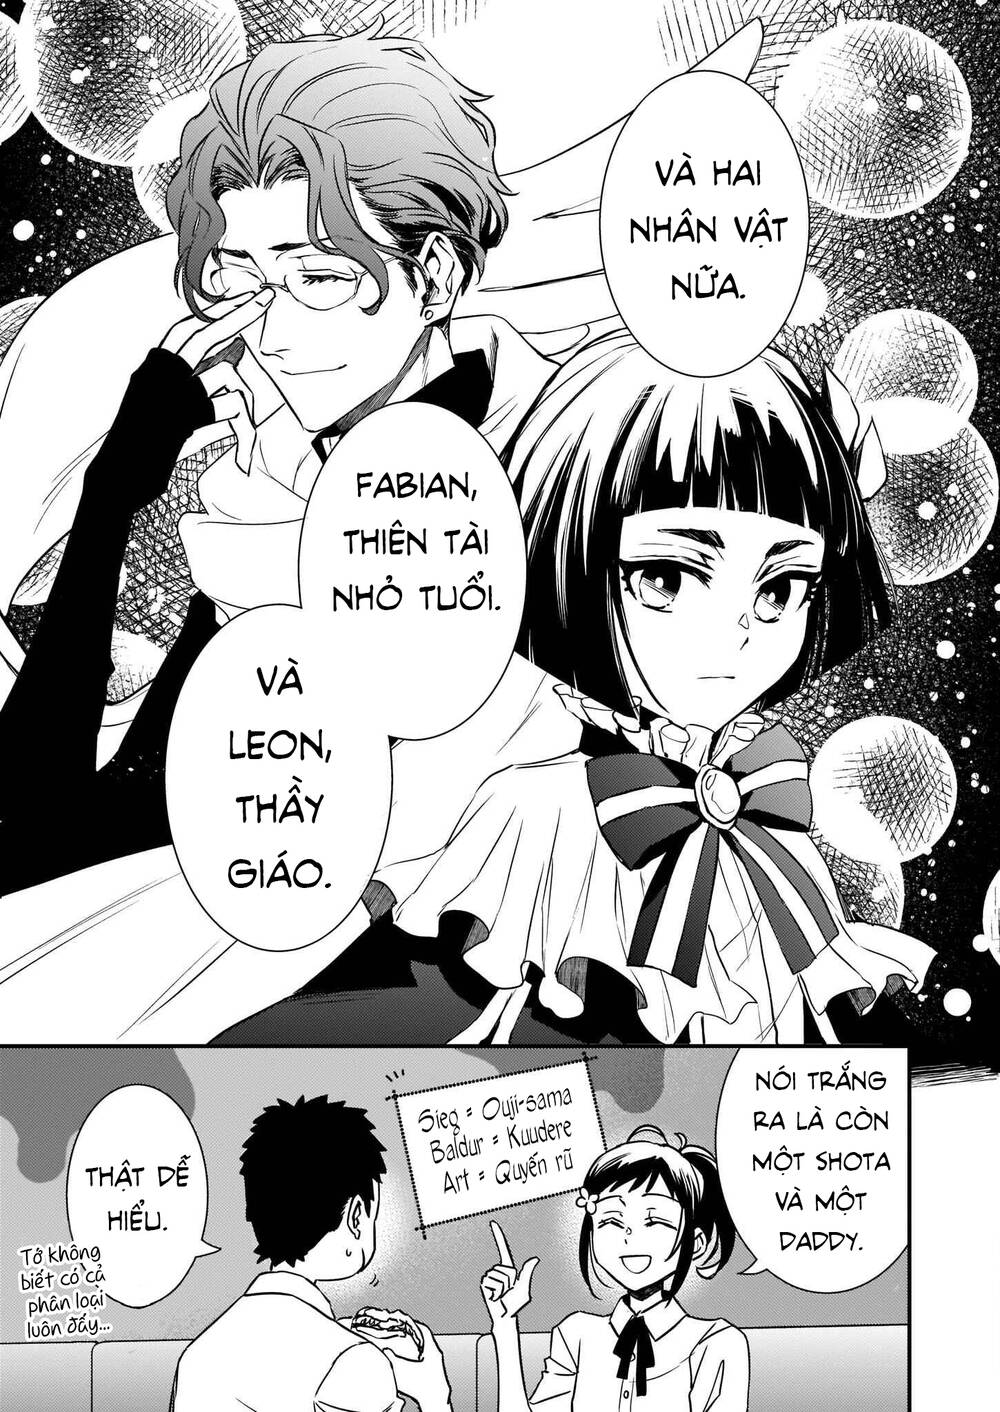 VÀ HAI
NHÂN VẬT
NỮA.
FABIAN,
THIÊN TÀI
NHỎ TUỔI.
VÀ
LEON,
THẦY
GIÁO.
NÓI TRẮNG
RA LÀ CÒN
MỘT SHOTA
VÀ MỘT
DADDY.
Sieg = Ouji-sama
Baldur = Kuudere
Art = Quyến rũ
THẬT DỄ
HIỂU.
Tớ không
biết có cả
phân loại
luôn đấy...